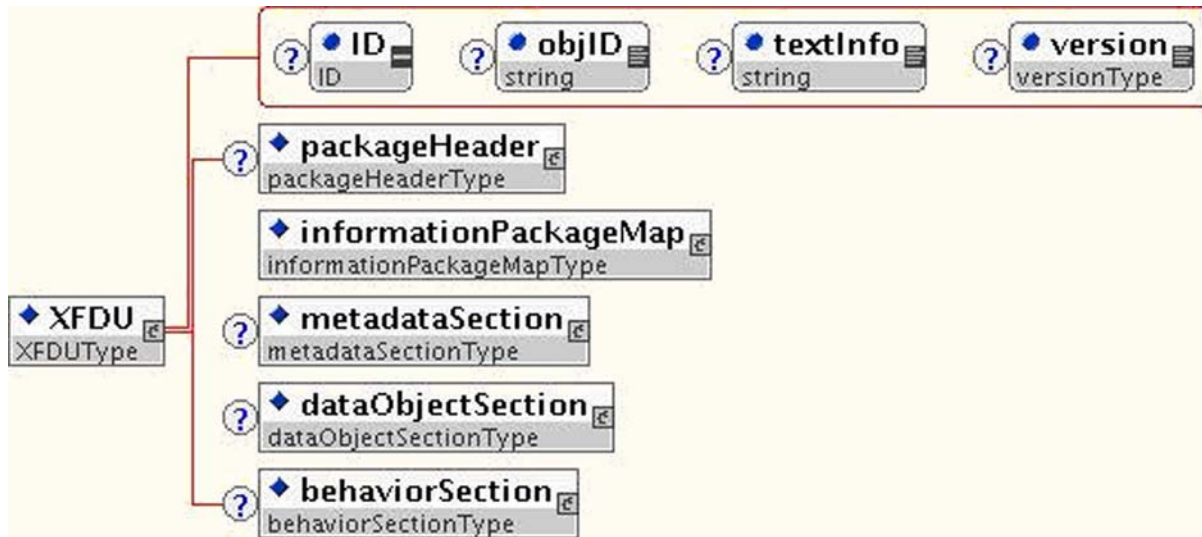 ? ID ? objID ? textInfo ? version
ID string string versionType
? packageHeader
packageHeaderType
informationPackageMap
informationPackageMapType
XFDU
XFDUType
? metadataSection
metadataSectionType
? dataObjectSection
dataObjectSectionType
? behaviorSection
behaviorSectionType